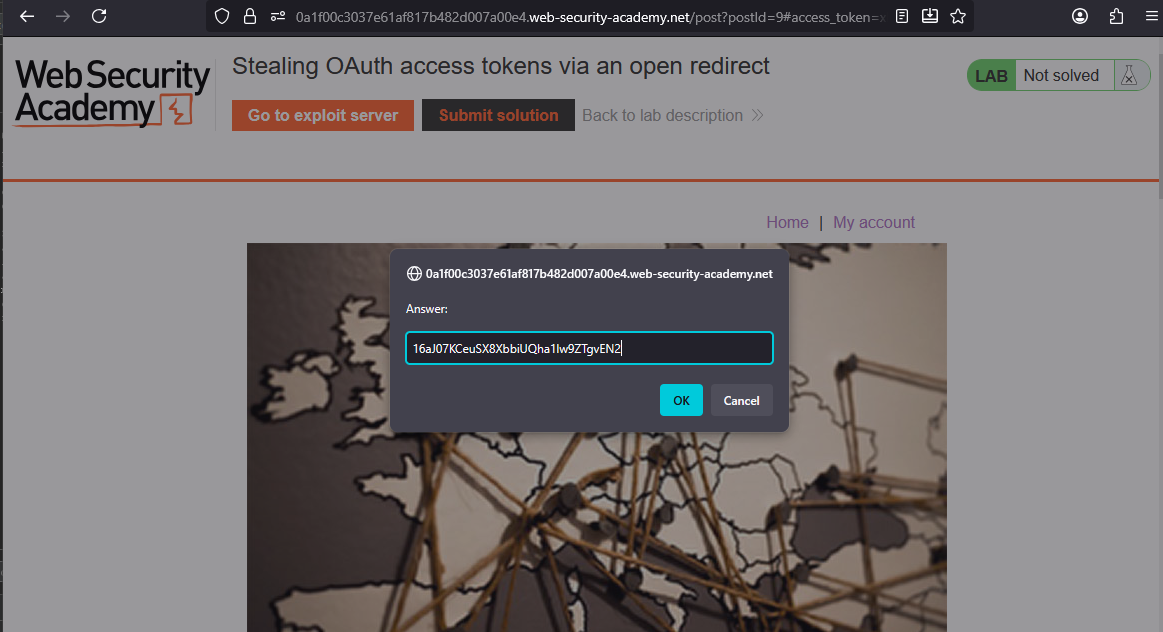 0a1f00c3037e61af817b482d007a00e4.web-security-academy.net/post?postId=9#access_token=
WebSecurity
Academy
Stealing OAuth access tokens via an open redirect
Go to exploit server
Submit solution
Back to lab description
LAB
Not solved
Home | My account
0a1f00c3037e61af817b482d007a00e4.web-security-academy.net
Answer:
16aJ07KCeuSX8XbbiUQha1Iw9ZTgvEN2
OK
Cancel